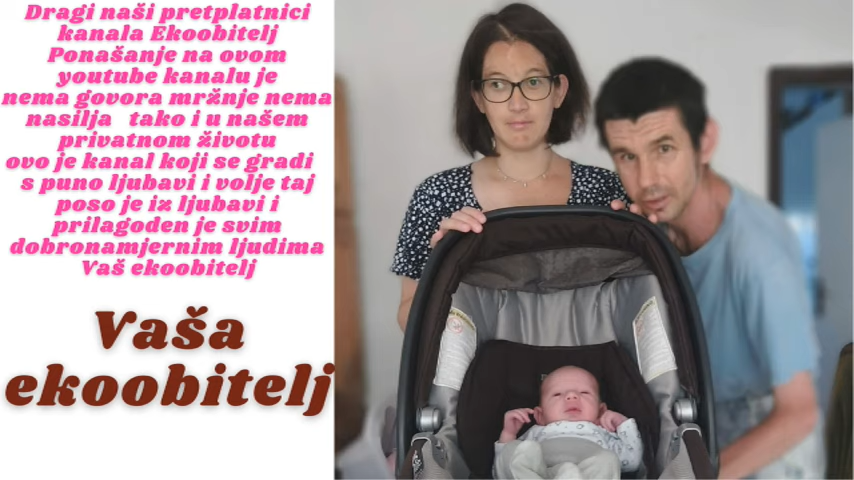 Dragi naši pretplatnici
kanala Ekoobitelj
Ponašanje na ovom
youtube kanalu je
nema govora mržnje nema
nasilja tako i u našem
privatnom životu
ovo je kanal koji se gradi
s puno ljubavi i volje taj
poso je iz ljubavi i
prilagođen je svim
dobronamjernim ljudima
Vaš ekoobitelj
Vaša
ekoobitelj